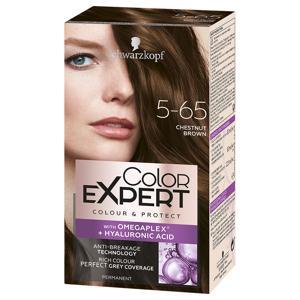 Schwarzkopf
5-65
CHESTNUT
BROWN
Color
EXPERT
COLOUR & PROTECT
WITH OMEGAPLEX®
+ HYALURONIC ACID
ANTI-BREAKAGE
TECHNOLOGY
RICH COLOUR
PERFECT GREY COVERAGE
PERMANENT